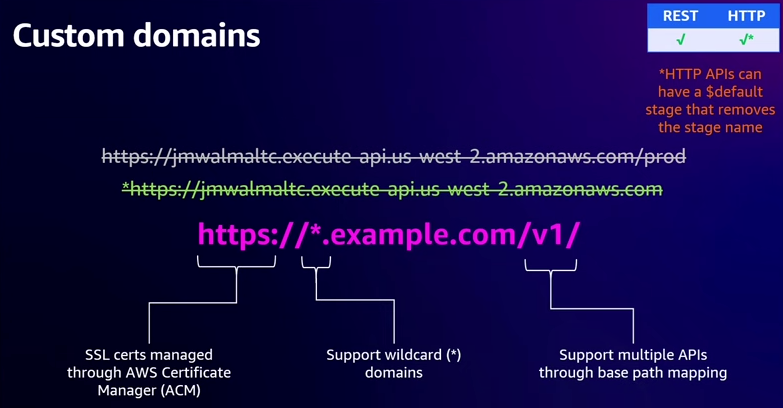 Custom domains
REST HTTP
√ √*
*HTTP APIs can
have a $default
stage that removes
the stage name
https://jmwalmaltc.execute-api.us-west-2.amazonaws.com/prod
*https://jmwalmaltc.execute-api.us-west-2.amazonaws.com
https://*.example.com/v1/
SSL certs managed
through AWS Certificate
Manager (ACM)
Support wildcard (*)
domains
Support multiple APIs
through base path mapping